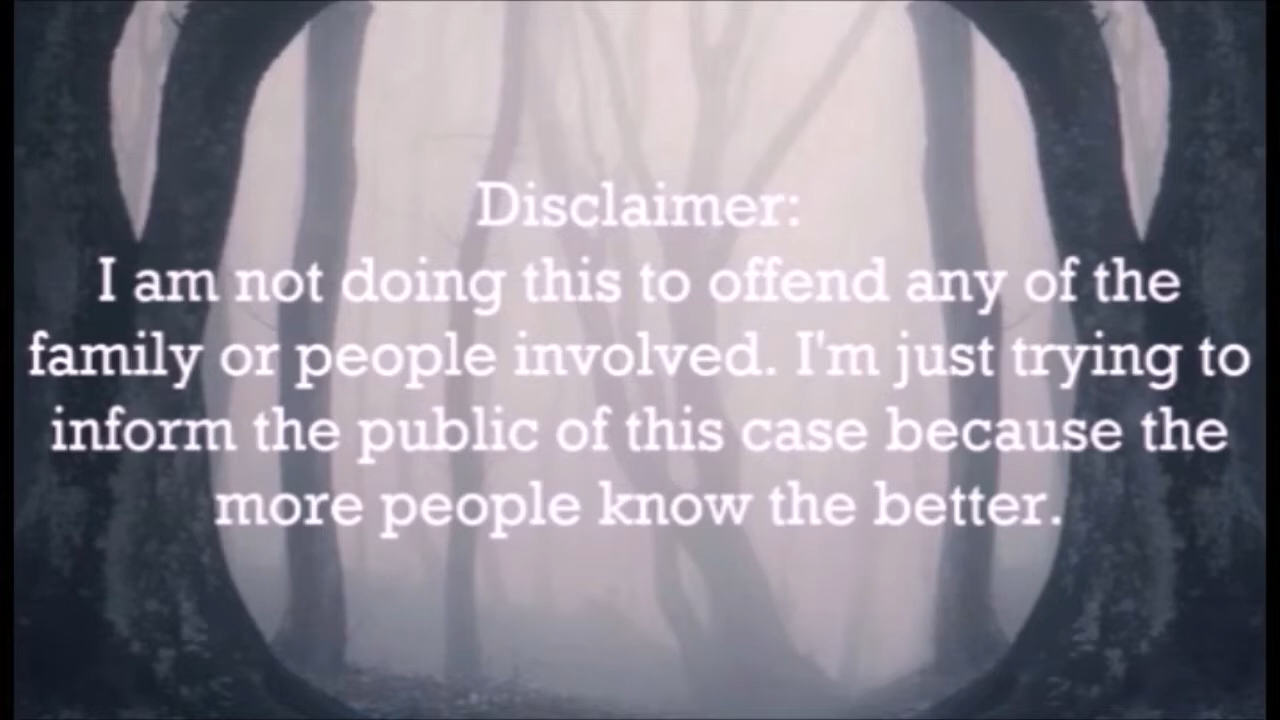 Disclaimer:
I am not doing this to offend any of the
family or people involved. I'm just trying to
inform the public of this case because the
more people know the better.